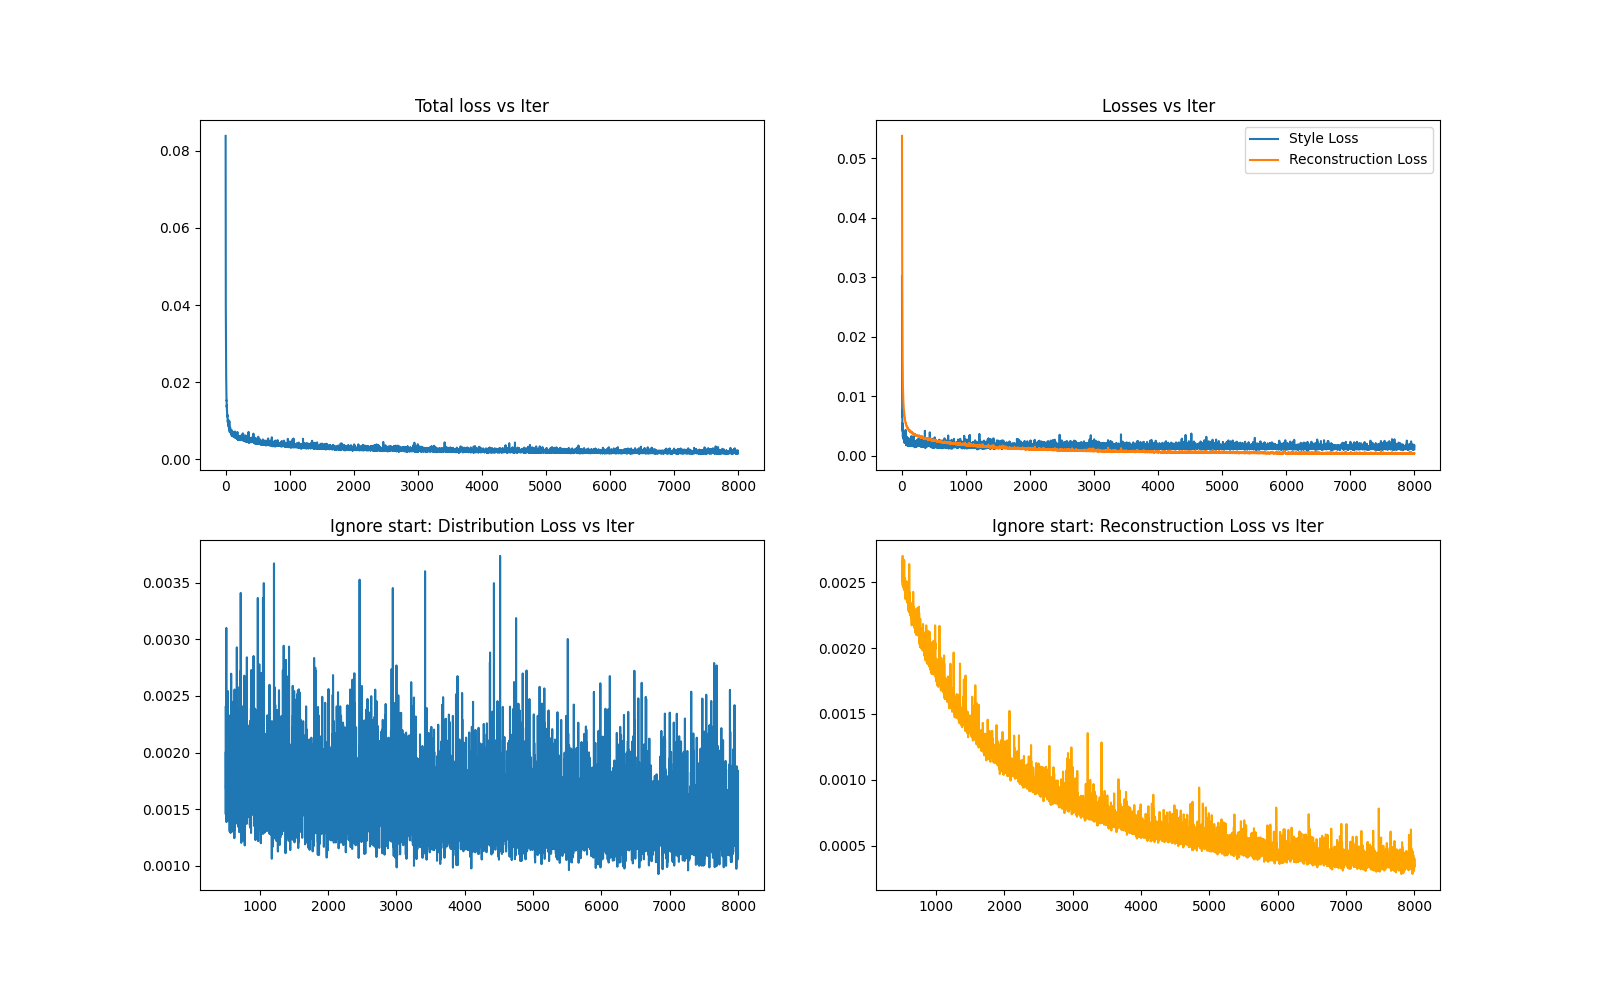 Total loss vs Iter
0.08
0.06
0.04
0.02
0.00
0 1000 2000 3000 4000 5000 6000 7000 8000
Losses vs Iter
Style Loss
Reconstruction Loss
0.05
0.04
0.03
0.02
0.01
0.00
0 1000 2000 3000 4000 5000 6000 7000 8000
Ignore start: Distribution Loss vs Iter
0.0035
0.0030
0.0025
0.0020
0.0015
0.0010
1000 2000 3000 4000 5000 6000 7000 8000
Ignore start: Reconstruction Loss vs Iter
0.0025
0.0020
0.0015
0.0010
0.0005
1000 2000 3000 4000 5000 6000 7000 8000